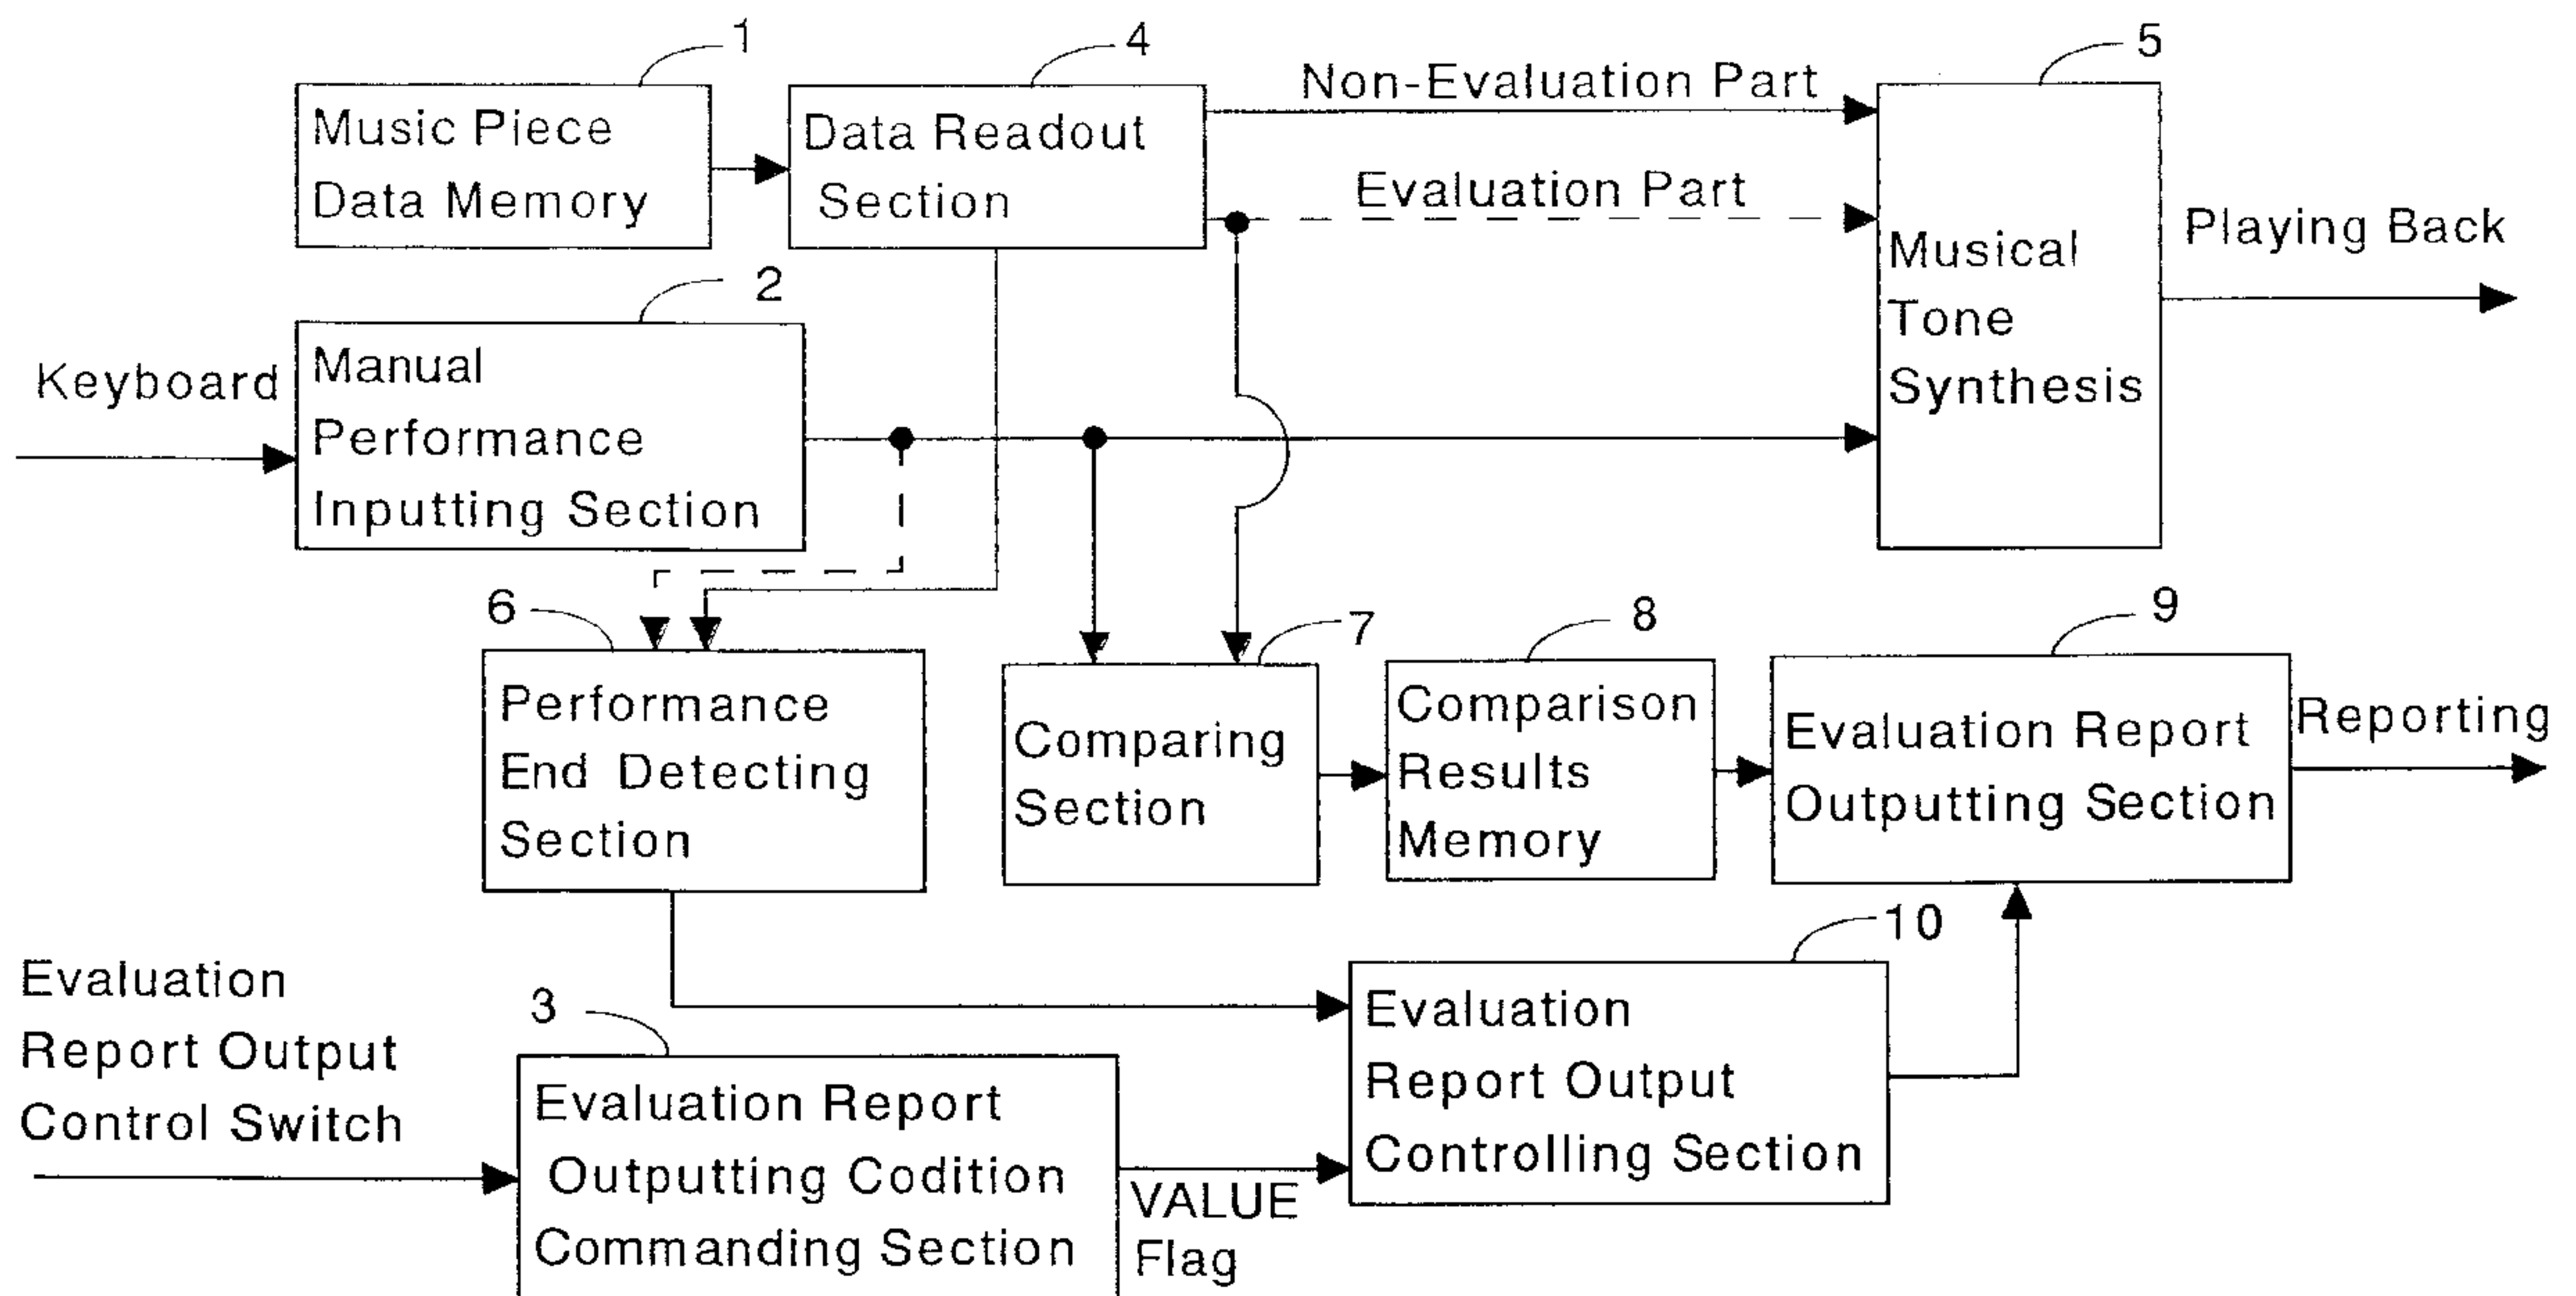 1
Music Piece
Data Memory
4
Data Readout
Section
Non-Evaluation Part
Evaluation Part
5
Musical
Tone
Synthesis
Playing Back
Keyboard
2
Manual
Performance
Inputting Section
6
Performance
End Detecting
Section
7
Comparing
Section
8
Comparison
Results
Memory
9
Evaluation Report
Outputting Section
Reporting
Evaluation
Report Output
Control Switch
3
Evaluation Report
Outputting Codition
Commanding Section
VALUE
Flag
10
Evaluation
Report Output
Controlling Section